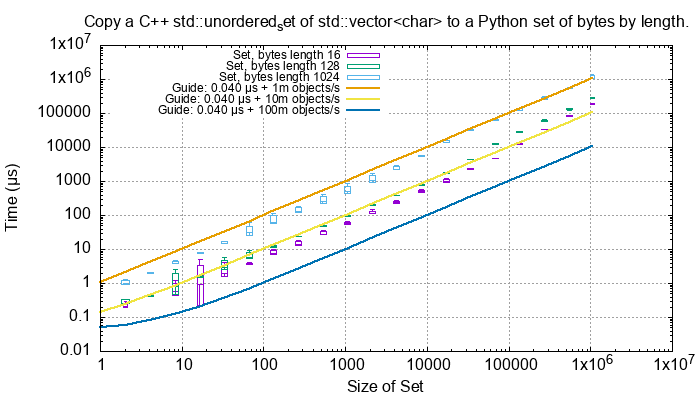 Copy a C++ std::unordered_set of std::vector<char> to a Python set of bytes by length.
1x10^7
1x10^6
100000
10000
1000
100
10
1
0.1
0.01
Time (µs)
Set, bytes length 16
Set, bytes length 128
Set, bytes length 1024
Guide: 0.040 µs + 1m objects/s
Guide: 0.040 µs + 10m objects/s
Guide: 0.040 µs + 100m objects/s
1 10 100 1000 10000 100000 1x10^6 1x10^7
Size of Set